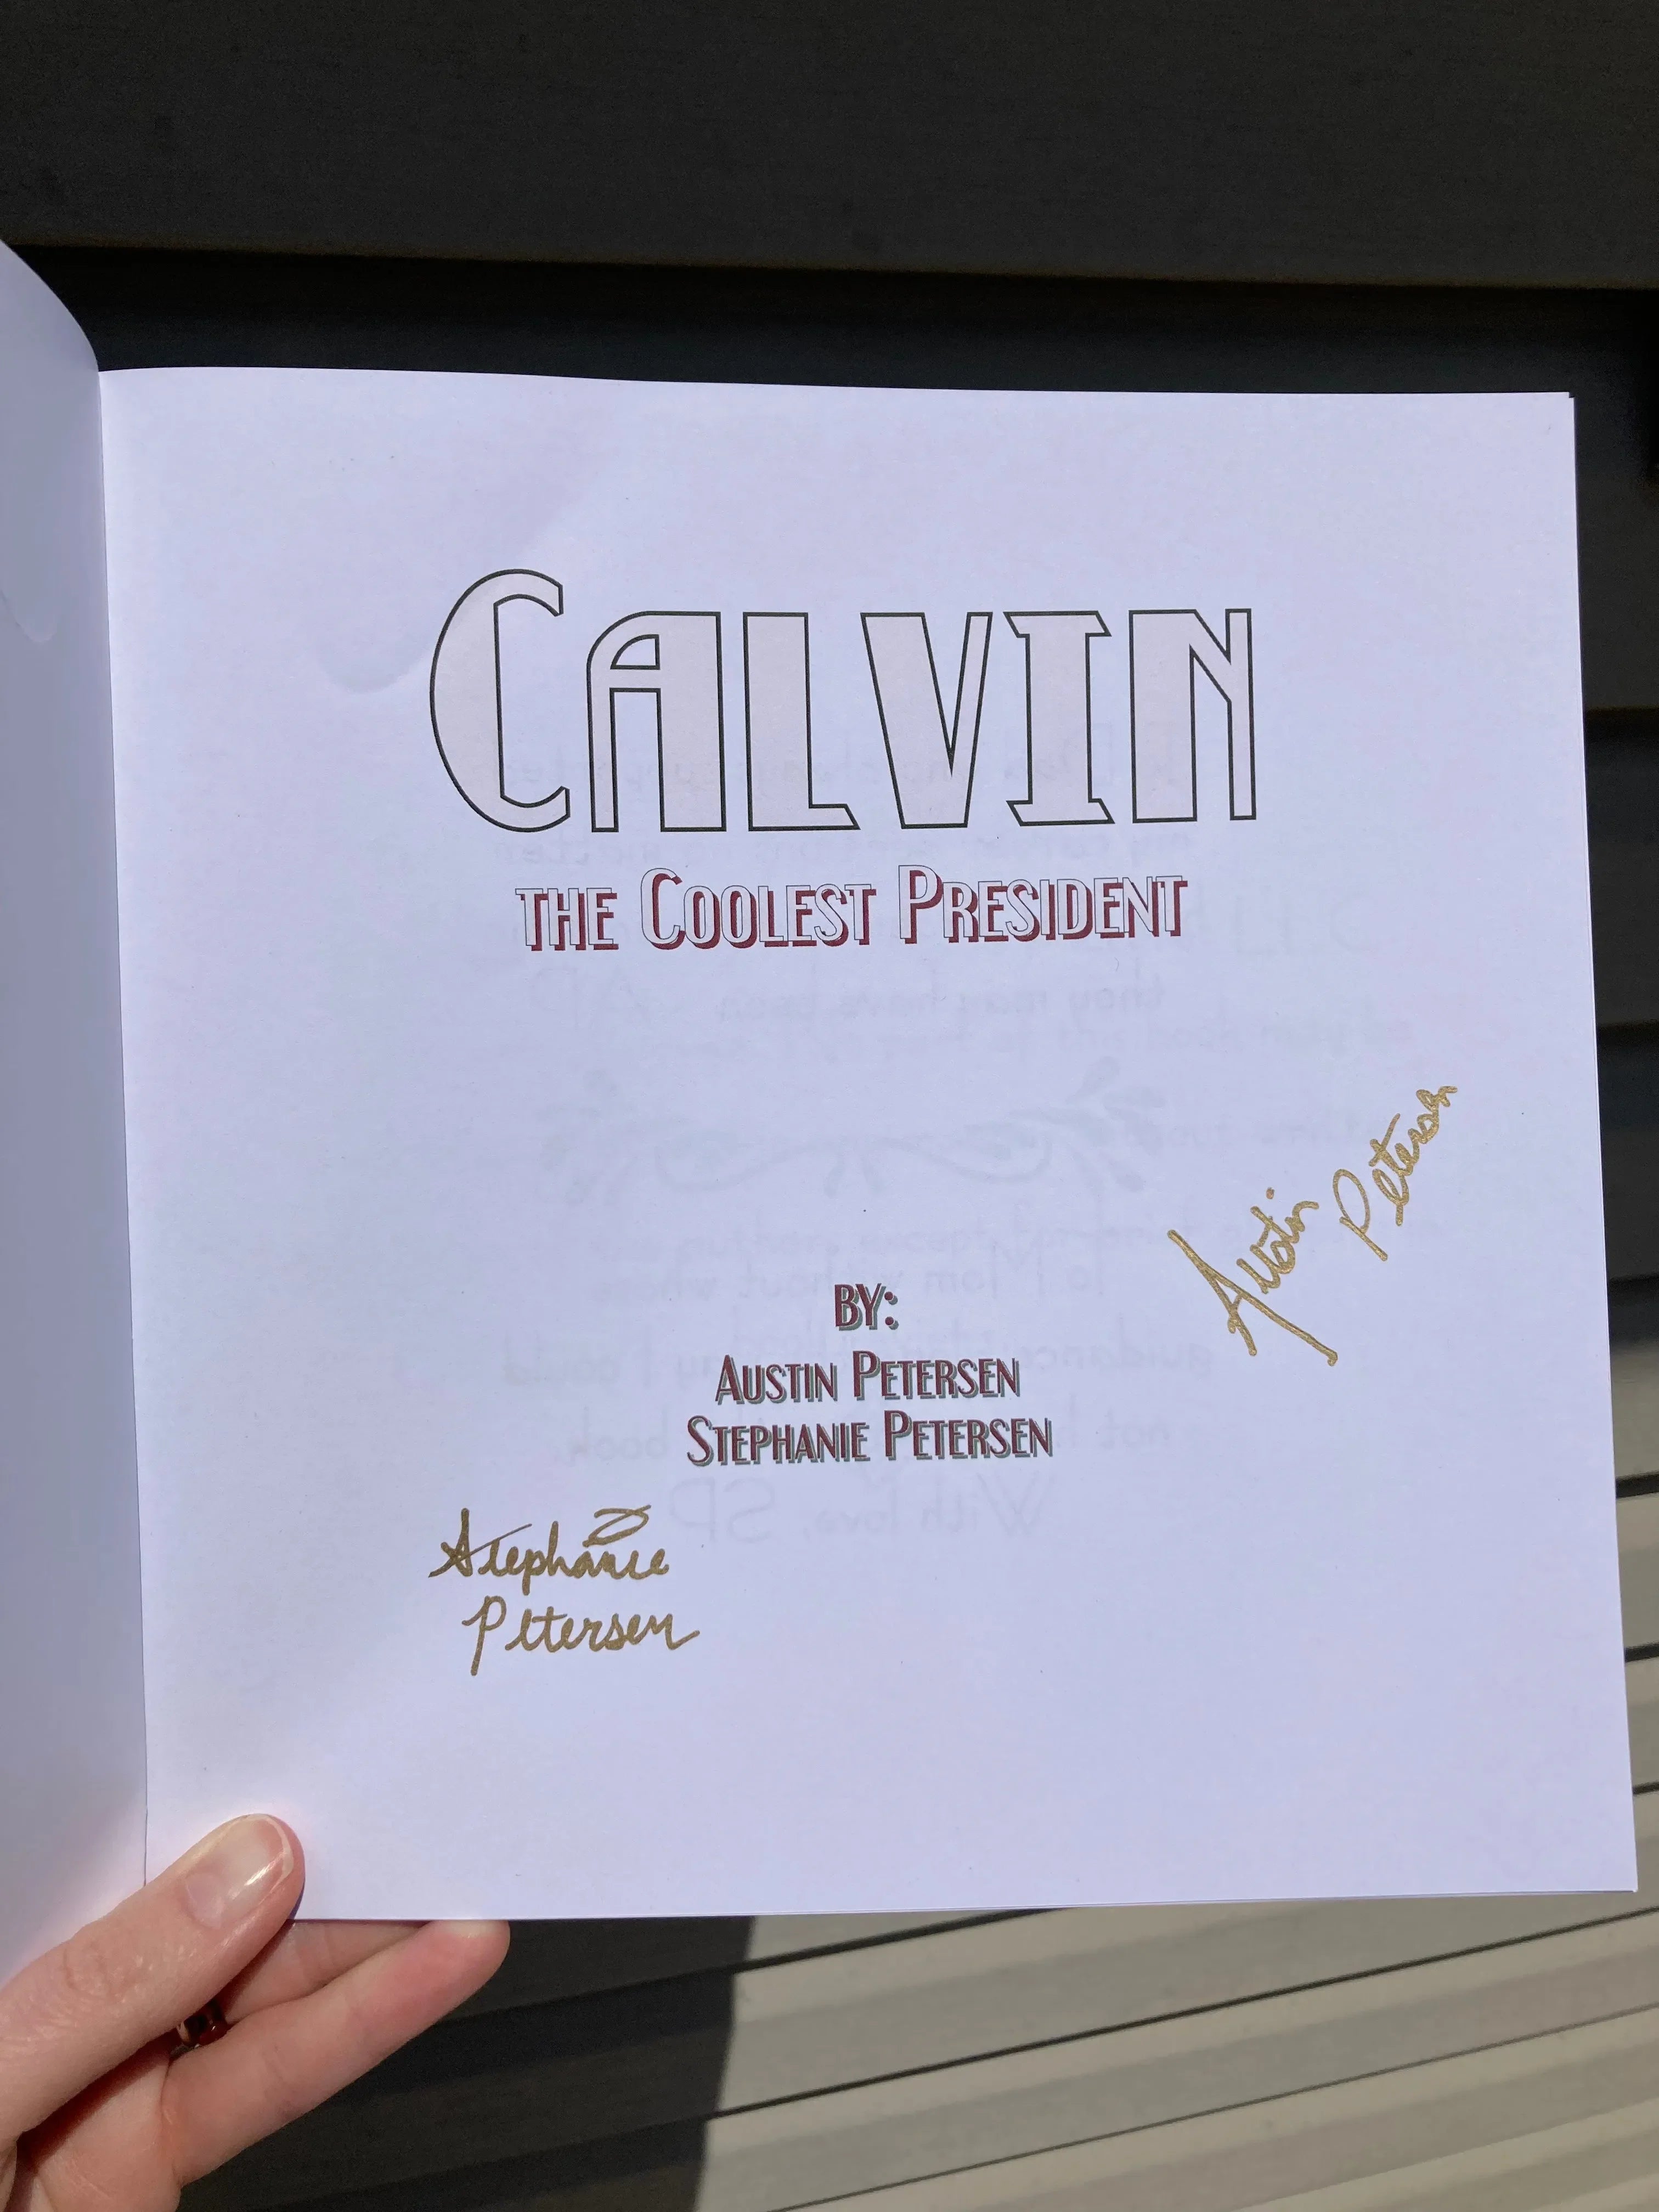 CALVIN
THE COOLEST PRESIDENT
Austin Petersen
BY:
AUSTIN PETERSEN
STEPHANIE PETERSEN
Stephanie
Petersen